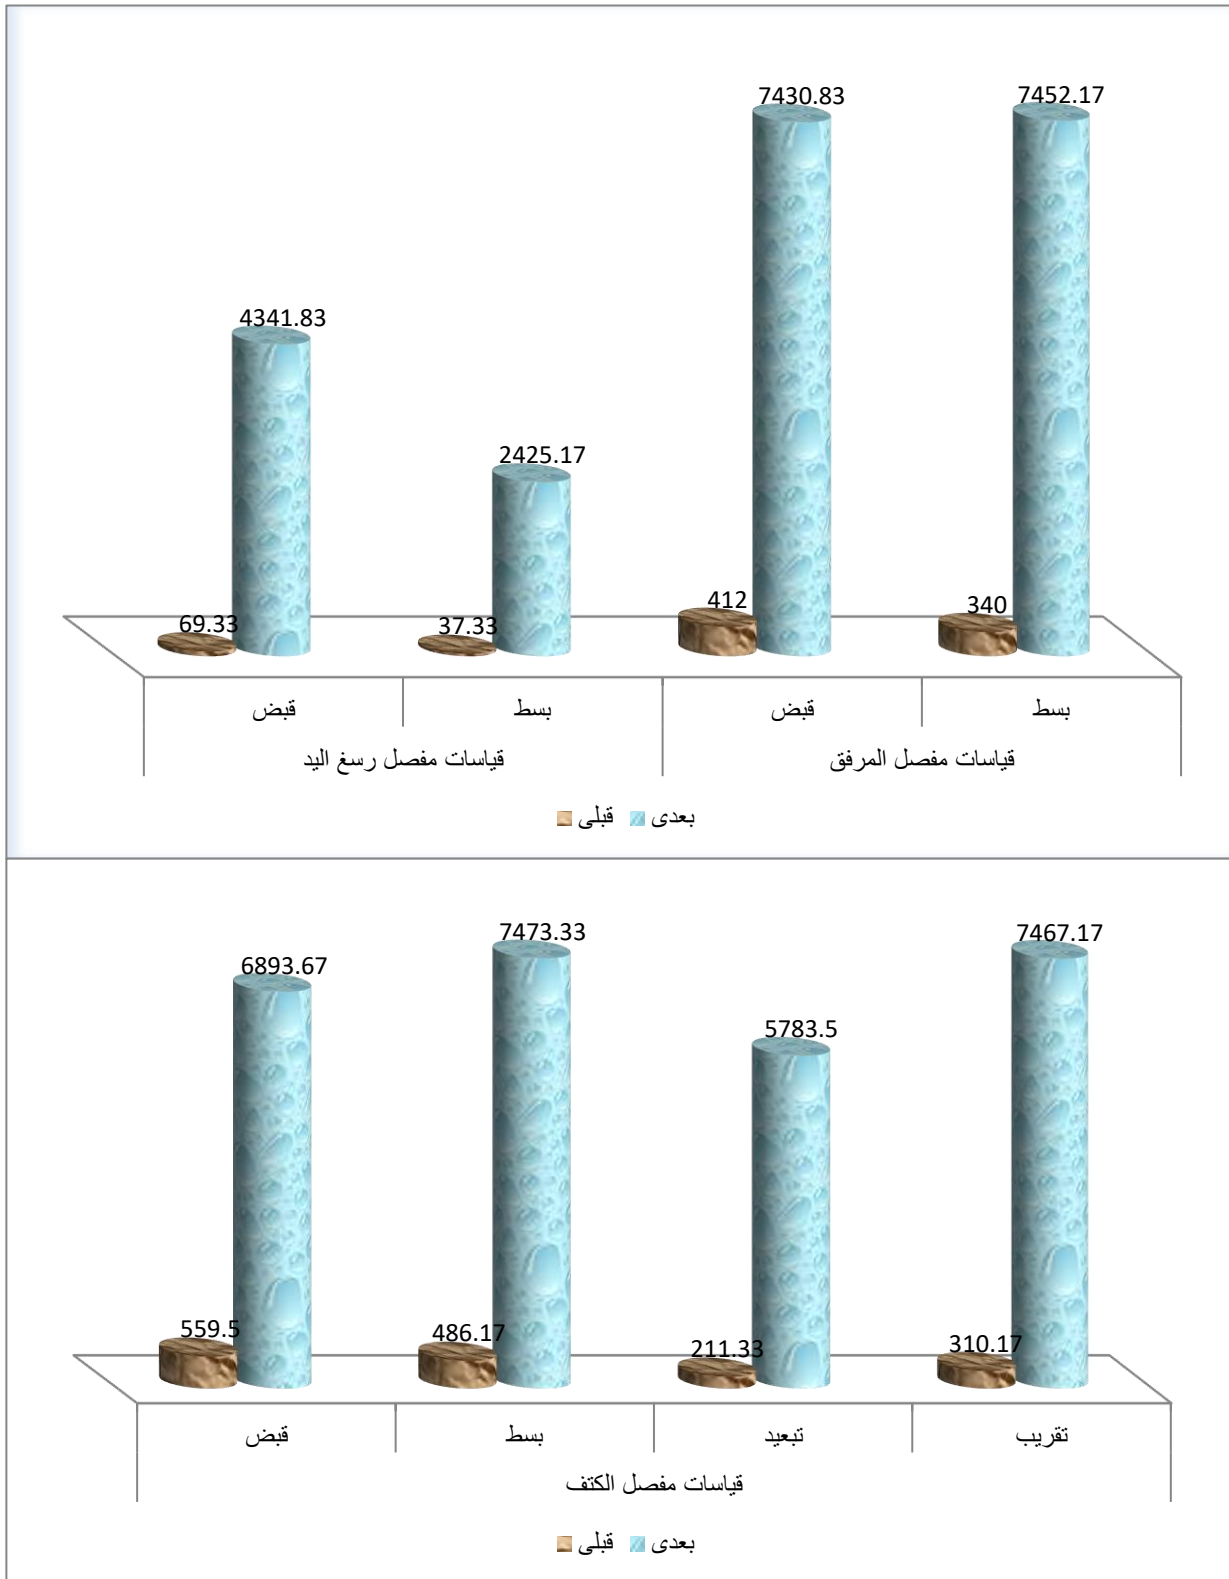 7430.83 7452.17
4341.83
2425.17
69.33 37.33 412 340
قبض بسط قبض بسط
قياسات مفصل رسغ اليد قياسات مفصل المرفق
قبلى بعدى
6893.67 7473.33 5783.5 7467.17
559.5 486.17 211.33 310.17
قبض بسط تبعيد تقريب
قياسات مفصل الكتف
قبلى بعدى